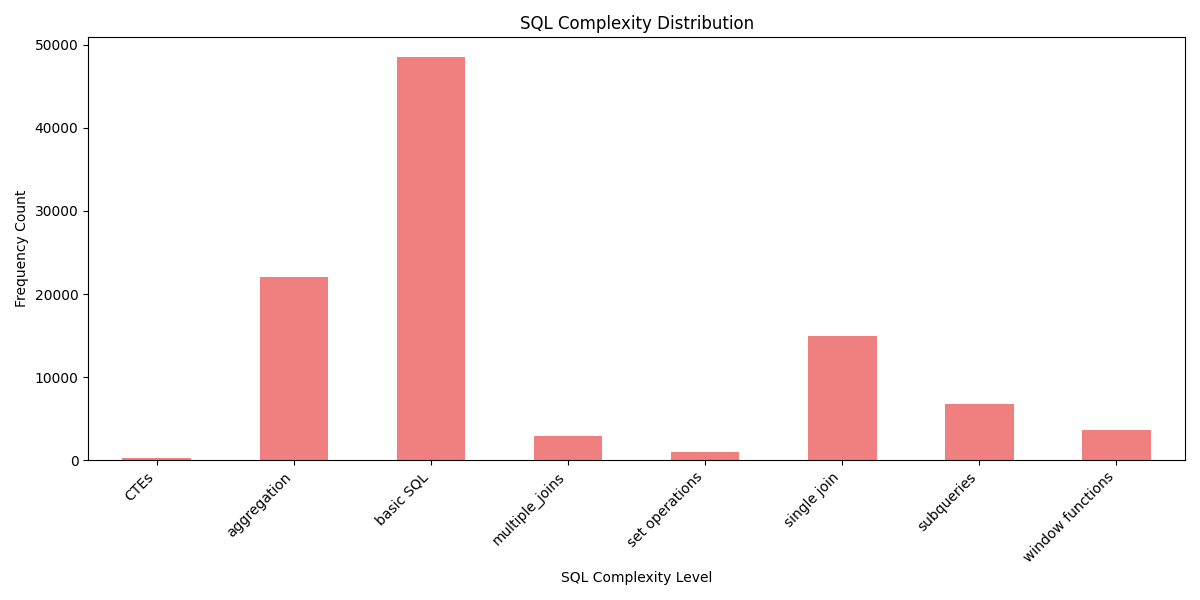 SQL Complexity Distribution
Frequency Count
50000
40000
30000
20000
10000
0
CTEs
aggregation
basic SQL
multiple_joins
set operations
single join
subqueries
window functions
SQL Complexity Level